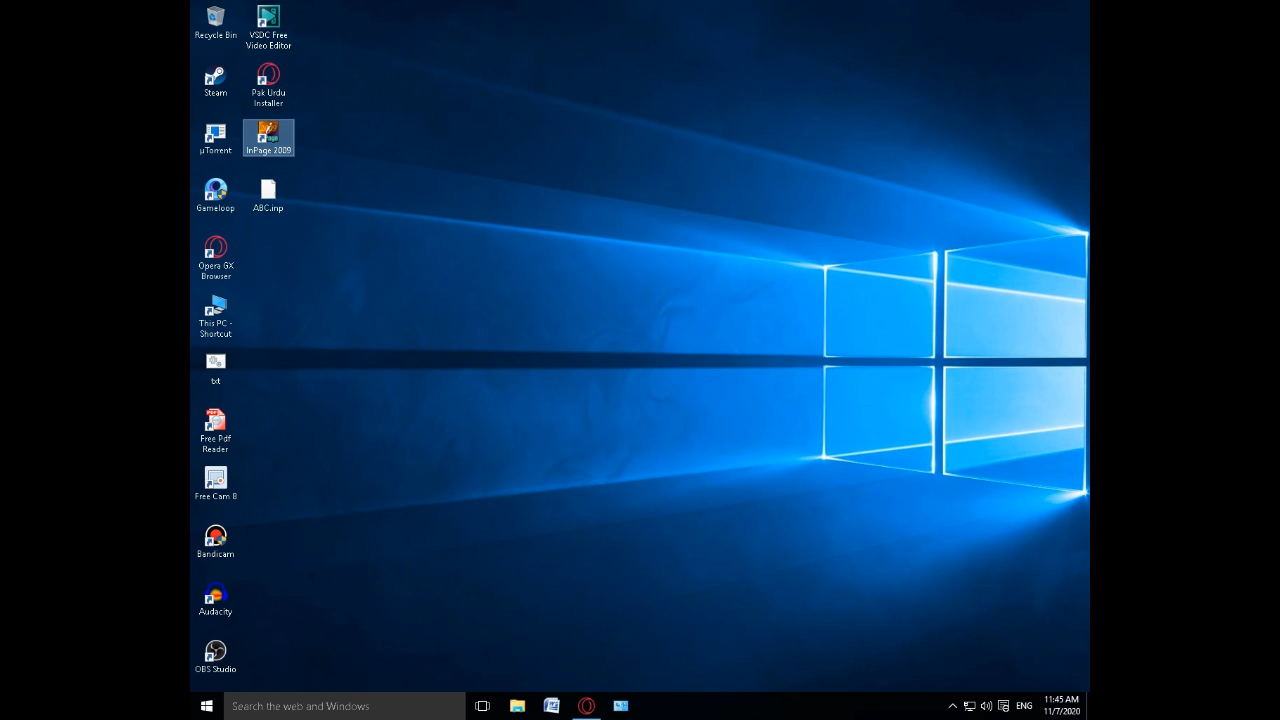 Recycle Bin
VSDC Free
Video Editor
Steam
Pak Urdu
Installer
µTorrent
InPage 2009
Gameloop
ABC.inp
Opera GX
Browser
This PC -
Shortcut
txt
Free Pdf
Reader
Free Cam 8
Bandicam
Audacity
OBS Studio
Search the web and Windows
ENG
11:45 AM
11/7/2020